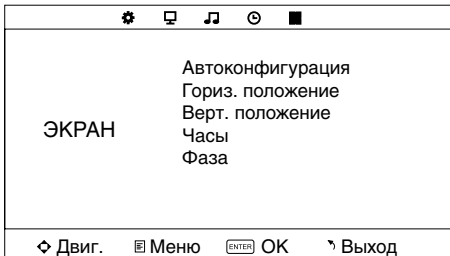 Автоконфигурация
Гориз. положение
Верт. положение
ЭКРАН
Часы
Фаза
Двиг. Меню ENTER OK Выход